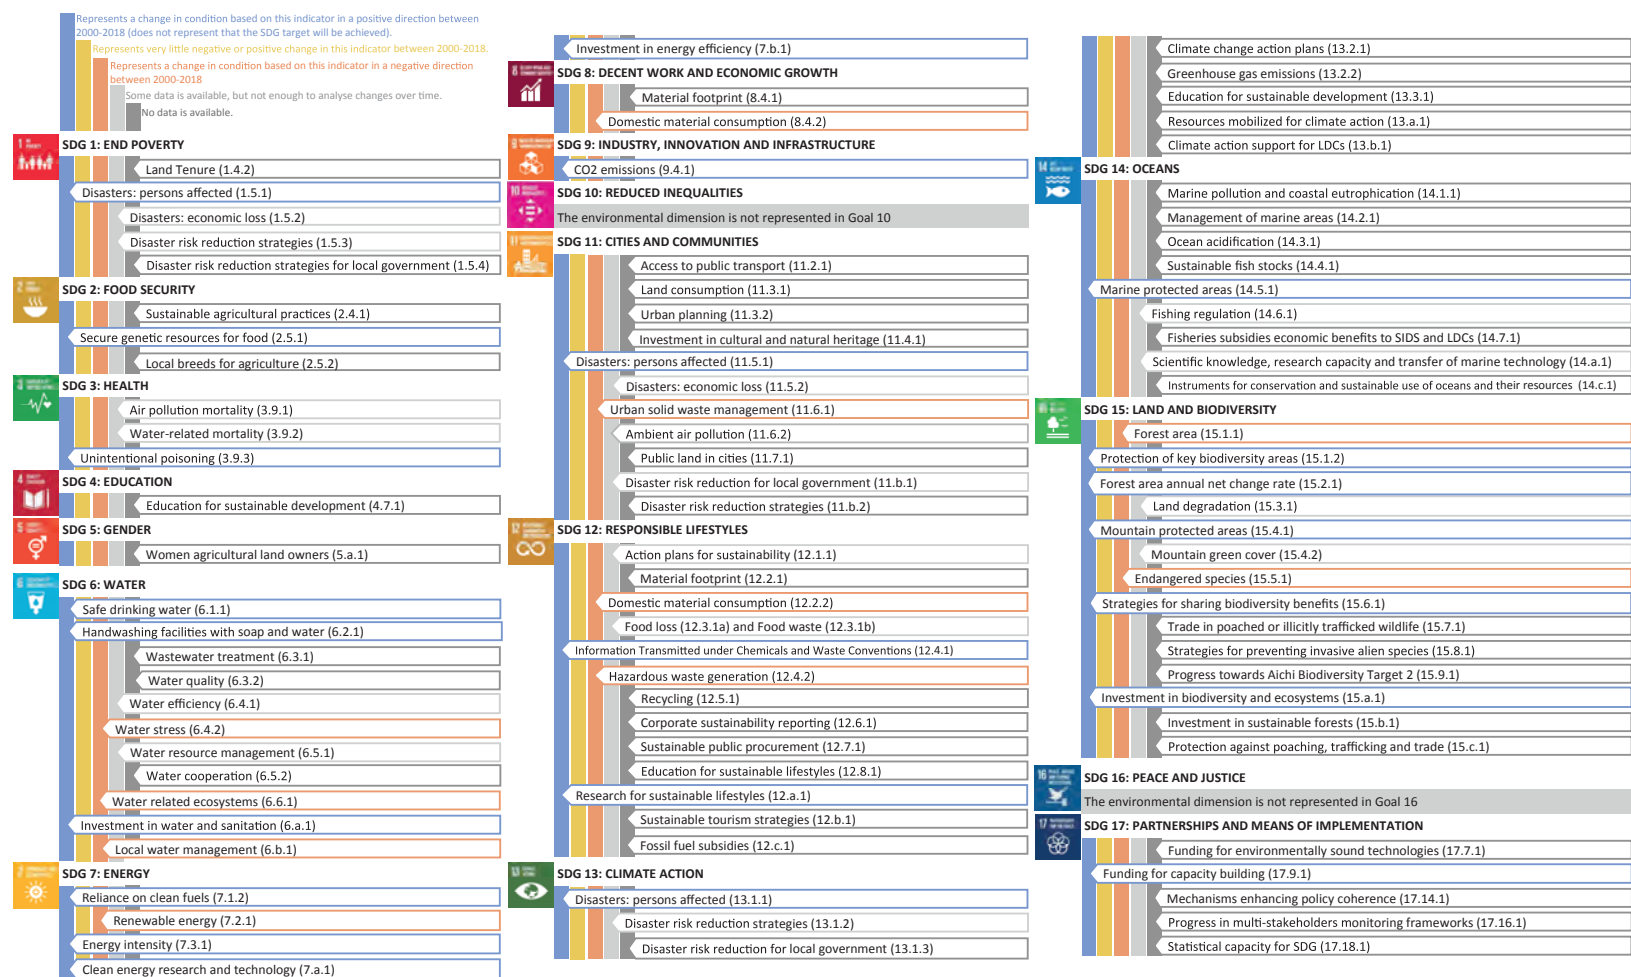 Represents a change in condition based on this indicator in a positive direction between
2000-2018 (does not represent that the SDG target will be achieved).
Represents very little negative or positive change in this indicator between 2000-2018.
Represents a change in condition based on this indicator in a negative direction
between 2000-2018
Some data is available, but not enough to analyse changes over time.
No data is available.
1
SDG 1: END POVERTY
Land Tenure (1.4.2)
Disasters: persons affected (1.5.1)
Disasters: economic loss (1.5.2)
Disaster risk reduction strategies (1.5.3)
Disaster risk reduction strategies for local government (1.5.4)
2
SDG 2: FOOD SECURITY
Sustainable agricultural practices (2.4.1)
Secure genetic resources for food (2.5.1)
Local breeds for agriculture (2.5.2)
3
SDG 3: HEALTH
Air pollution mortality (3.9.1)
Water-related mortality (3.9.2)
Unintentional poisoning (3.9.3)
4
SDG 4: EDUCATION
Education for sustainable development (4.7.1)
5
SDG 5: GENDER
Women agricultural land owners (5.a.1)
6
SDG 6: WATER
Safe drinking water (6.1.1)
Handwashing facilities with soap and water (6.2.1)
Wastewater treatment (6.3.1)
Water quality (6.3.2)
Water efficiency (6.4.1)
Water stress (6.4.2)
Water resource management (6.5.1)
Water cooperation (6.5.2)
Water related ecosystems (6.6.1)
Investment in water and sanitation (6.a.1)
Local water management (6.b.1)
7
SDG 7: ENERGY
Reliance on clean fuels (7.1.2)
Renewable energy (7.2.1)
Energy intensity (7.3.1)
Clean energy research and technology (7.a.1)
Investment in energy efficiency (7.b.1)
8
SDG 8: DECENT WORK AND ECONOMIC GROWTH
Material footprint (8.4.1)
Domestic material consumption (8.4.2)
9
SDG 9: INDUSTRY, INNOVATION AND INFRASTRUCTURE
CO2 emissions (9.4.1)
10
SDG 10: REDUCED INEQUALITIES
The environmental dimension is not represented in Goal 10
11
SDG 11: CITIES AND COMMUNITIES
Access to public transport (11.2.1)
Land consumption (11.3.1)
Urban planning (11.3.2)
Investment in cultural and natural heritage (11.4.1)
Disasters: persons affected (11.5.1)
Disasters: economic loss (11.5.2)
Urban solid waste management (11.6.1)
Ambient air pollution (11.6.2)
Public land in cities (11.7.1)
Disaster risk reduction for local government (11.b.1)
Disaster risk reduction strategies (11.b.2)
12
SDG 12: RESPONSIBLE LIFESTYLES
Action plans for sustainability (12.1.1)
Material footprint (12.2.1)
Domestic material consumption (12.2.2)
Food loss (12.3.1a) and Food waste (12.3.1b)
Information Transmitted under Chemicals and Waste Conventions (12.4.1)
Hazardous waste generation (12.4.2)
Recycling (12.5.1)
Corporate sustainability reporting (12.6.1)
Sustainable public procurement (12.7.1)
Education for sustainable lifestyles (12.8.1)
Research for sustainable lifestyles (12.a.1)
Sustainable tourism strategies (12.b.1)
Fossil fuel subsidies (12.c.1)
13
SDG 13: CLIMATE ACTION
Disasters: persons affected (13.1.1)
Disaster risk reduction strategies (13.1.2)
Disaster risk reduction for local government (13.1.3)
Climate change action plans (13.2.1)
Greenhouse gas emissions (13.2.2)
Education for sustainable development (13.3.1)
Resources mobilized for climate action (13.a.1)
Climate action support for LDCs (13.b.1)
14
SDG 14: OCEANS
Marine pollution and coastal eutrophication (14.1.1)
Management of marine areas (14.2.1)
Ocean acidification (14.3.1)
Sustainable fish stocks (14.4.1)
Marine protected areas (14.5.1)
Fishing regulation (14.6.1)
Fisheries subsidies economic benefits to SIDS and LDCs (14.7.1)
Scientific knowledge, research capacity and transfer of marine technology (14.a.1)
Instruments for conservation and sustainable use of oceans and their resources (14.c.1)
SDG 15: LAND AND BIODIVERSITY
Forest area (15.1.1)
Protection of key biodiversity areas (15.1.2)
Forest area annual net change rate (15.2.1)
Land degradation (15.3.1)
Mountain protected areas (15.4.1)
Mountain green cover (15.4.2)
Endangered species (15.5.1)
Strategies for sharing biodiversity benefits (15.6.1)
Trade in poached or illicitly trafficked wildlife (15.7.1)
Strategies for preventing invasive alien species (15.8.1)
Progress towards Aichi Biodiversity Target 2 (15.9.1)
Investment in biodiversity and ecosystems (15.a.1)
Investment in sustainable forests (15.b.1)
Protection against poaching, trafficking and trade (15.c.1)
16
SDG 16: PEACE AND JUSTICE
The environmental dimension is not represented in Goal 16
17
SDG 17: PARTNERSHIPS AND MEANS OF IMPLEMENTATION
Funding for environmentally sound technologies (17.7.1)
Funding for capacity building (17.9.1)
Mechanisms enhancing policy coherence (17.14.1)
Progress in multi-stakeholders monitoring frameworks (17.16.1)
Statistical capacity for SDG (17.18.1)